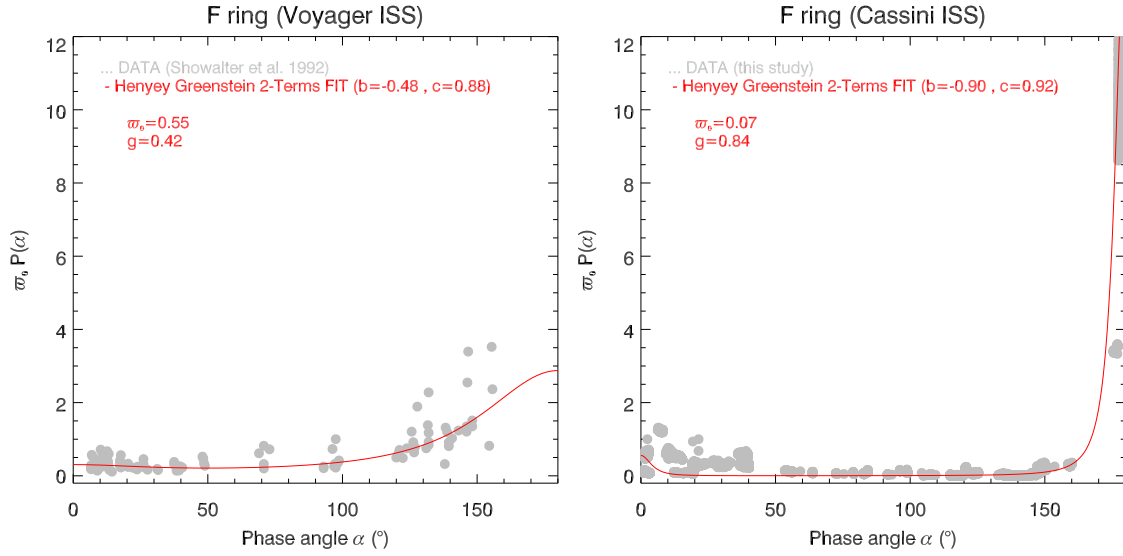 F ring (Voyager ISS)
12
10
8
6
4
2
0
ϖ₀ P(α)
... DATA (Showalter et al. 1992)
- Henyey Greenstein 2-Terms FIT (b=-0.48 , c=0.88)
ϖ₀=0.55
g=0.42
0 50 100 150
Phase angle α (°)
F ring (Cassini ISS)
12
10
8
6
4
2
0
ϖ₀ P(α)
... DATA (this study)
- Henyey Greenstein 2-Terms FIT (b=-0.90 , c=0.92)
ϖ₀=0.07
g=0.84
0 50 100 150
Phase angle α (°)